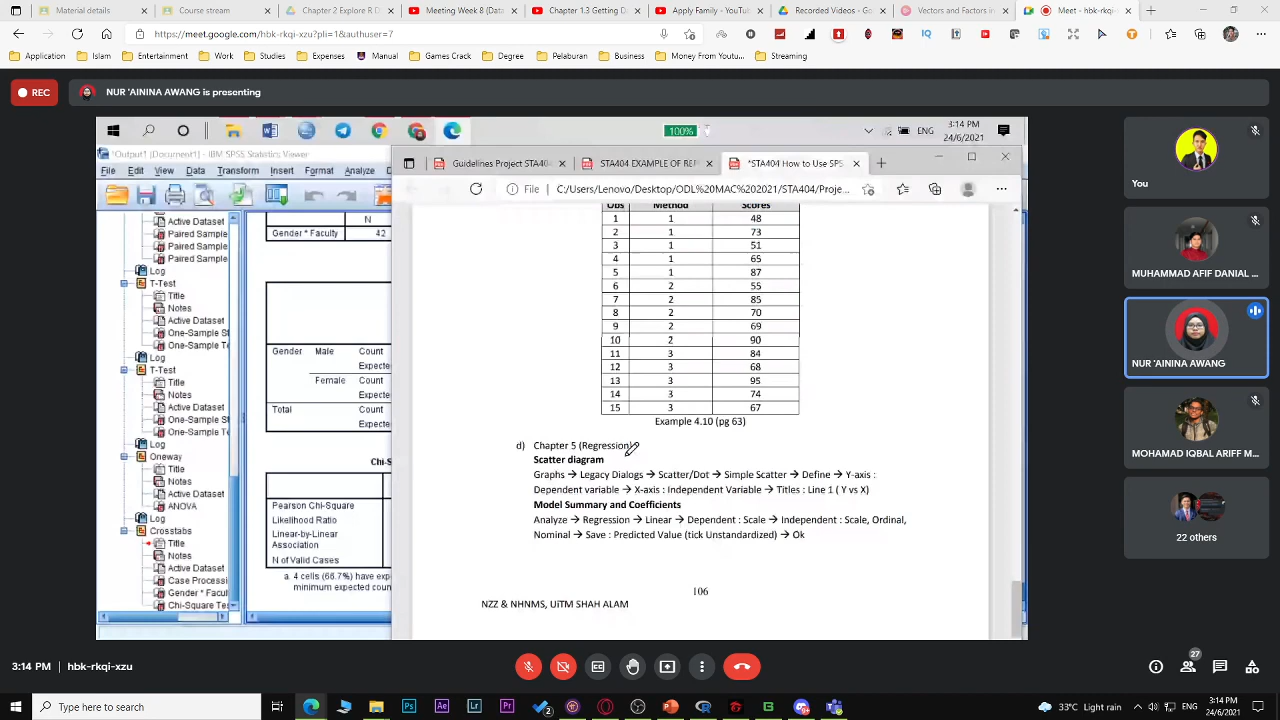 Material details
Course stream
Chapter 2 Explore R D
Meeting Week 8 (Dat
Chapter 1.3 Getting D
Apply Family - YouTut
Recorded Videos - Go
Vectors and Factors in
Meet - hbk-rkqi
https://meet.google.com/hbk-rkqi-xzu?pli=1&authuser=7
Application
Islam
Entertainment
Work
Studies
Expenses
Manual
Games Crack
Degree
Pelaburan
Business
Money From Youtu...
Streaming
REC
NUR 'AININA AWANG is presenting
100%
ENG
3:14 PM
24/6/2021
*Output1 [Document1] - IBM SPSS Statistics Viewer
File Edit View Data Transform Insert Format Analyze
Guidelines Project STA404
STA404 EXAMPLE OF RE
*STA404 How to Use SPS
File
C:/Users/Lenovo/Desktop/ODL%20MAC%202021/STA404/Proje...
Active Dataset
Paired Sample
Paired Sample
Paired Sample
Log
T-Test
Title
Notes
Active Dataset
One-Sample St
One-Sample Te
Log
T-Test
Title
Notes
Active Dataset
One-Sample St
One-Sample Te
Log
Oneway
Title
Notes
Active Dataset
ANOVA
Log
Crosstabs
Title
Notes
Active Dataset
Case Processi
Gender * Facu
Chi-Square Te
N
Gender * Faculty 42
Gender Male Count
Expecte
Female Count
Expecte
Total Count
Expecte
Chi-S
Pearson Chi-Square
Likelihood Ratio
Linear-by-Linear
Association
N of Valid Cases
a. 4 cells (66.7%) have exp
minimum expected coun
Obs Method Scores
1 1 48
2 1 73
3 1 51
4 1 65
5 1 87
6 2 55
7 2 85
8 2 70
9 2 69
10 2 90
11 3 84
12 3 68
13 3 95
14 3 74
15 3 67
Example 4.10 (pg 63)
d) Chapter 5 (Regression)
Scatter diagram
Graphs → Legacy Dialogs → Scatter/Dot → Simple Scatter → Define → Y-axis :
Dependent variable → X-axis : Independent Variable → Titles : Line 1 ( Y vs X)
Model Summary and Coefficients
Analyze → Regression → Linear → Dependent : Scale → Independent : Scale, Ordinal,
Nominal → Save : Predicted Value (tick Unstandardized) → Ok
106
NZZ & NHNMS, UiTM SHAH ALAM
You
MUHAMMAD AFIF DANIAL ...
NUR 'AININA AWANG
MOHAMAD IQBAL ARIFF M...
22 others
3:14 PM | hbk-rkqi-xzu
27
Type here to search
Ps
Ae
Lr
Pr
2
33°C Light rain
ENG
3:14 PM
24/6/2021